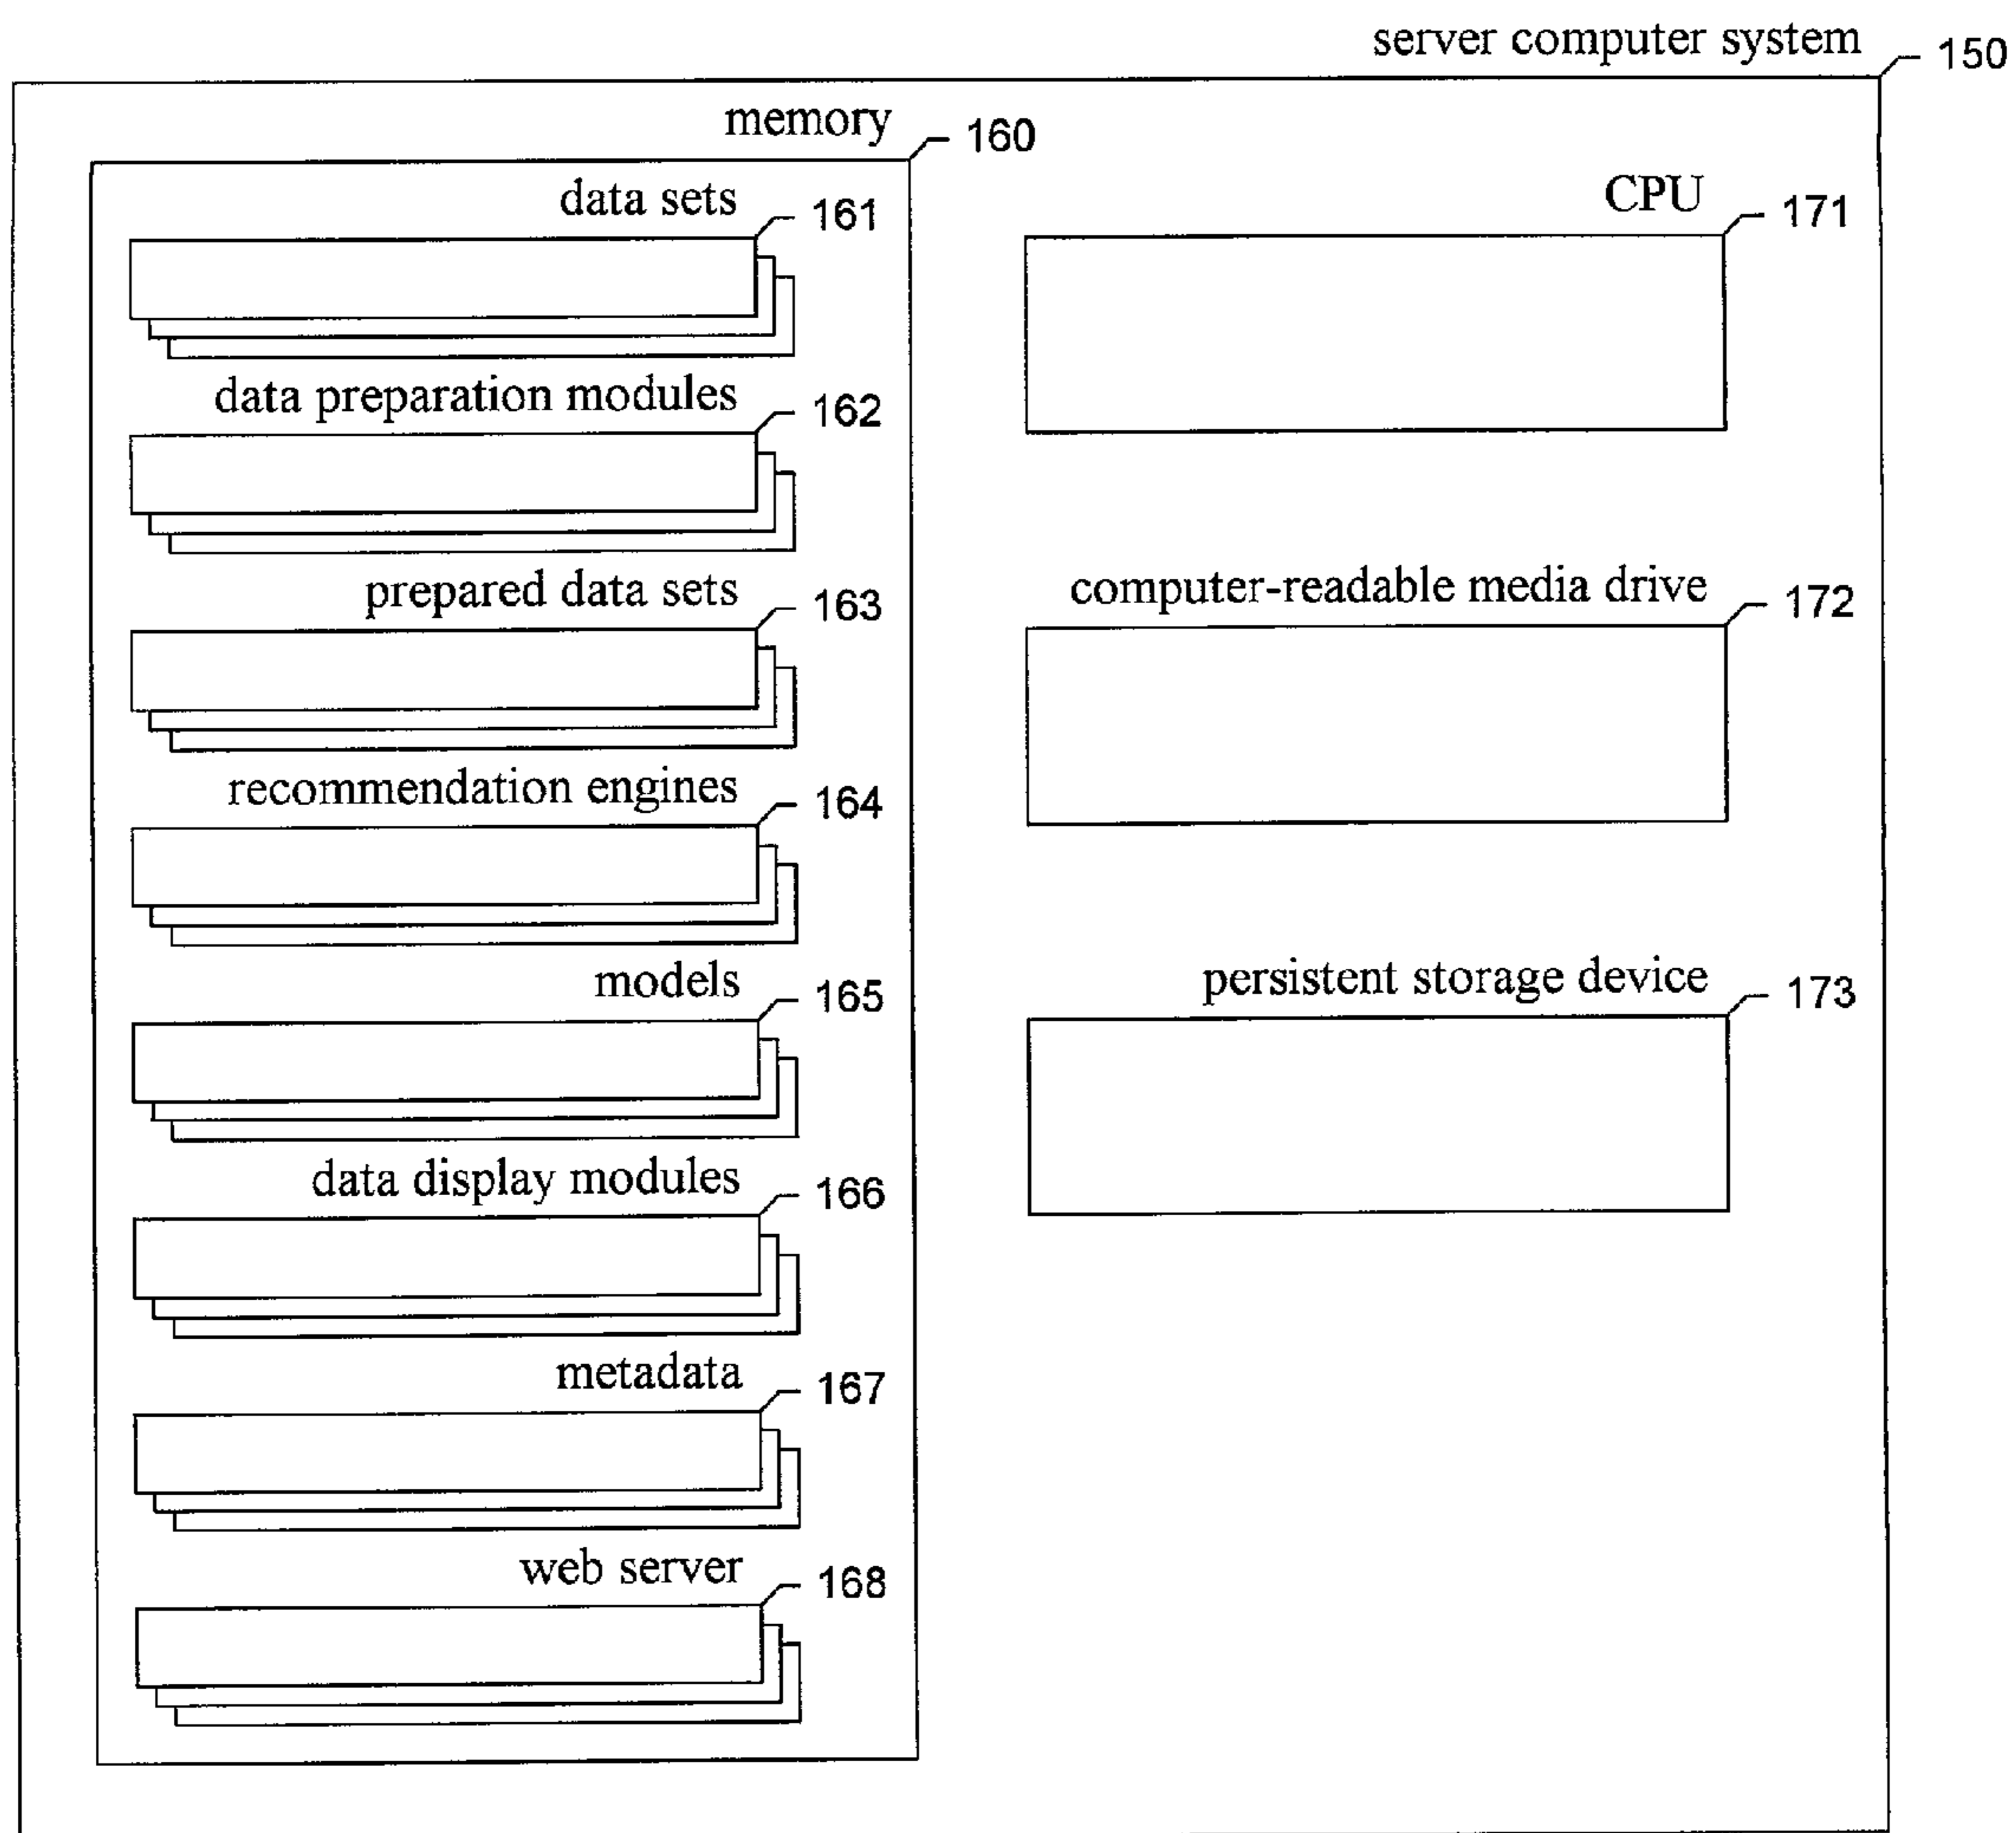 server computer system
150
memory
160
data sets
161
data preparation modules
162
prepared data sets
163
recommendation engines
164
models
165
data display modules
166
metadata
167
web server
168
CPU
171
computer-readable media drive
172
persistent storage device
173